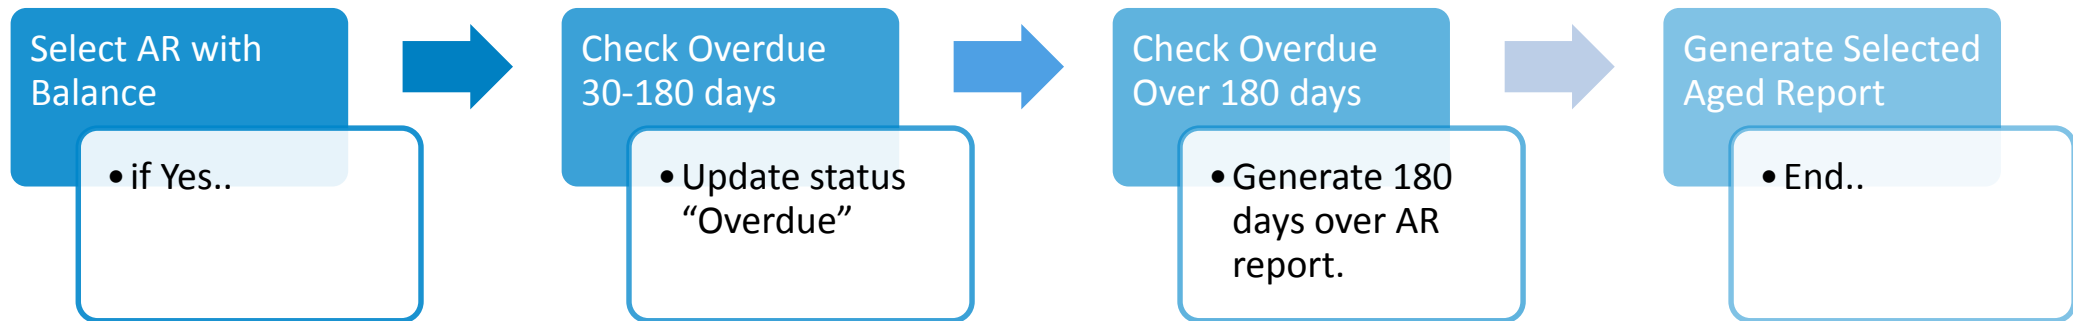 Select AR with
Balance
• if Yes..
Check Overdue
30-180 days
• Update status
“Overdue”
Check Overdue
Over 180 days
• Generate 180
days over AR
report.
Generate Selected
Aged Report
• End..